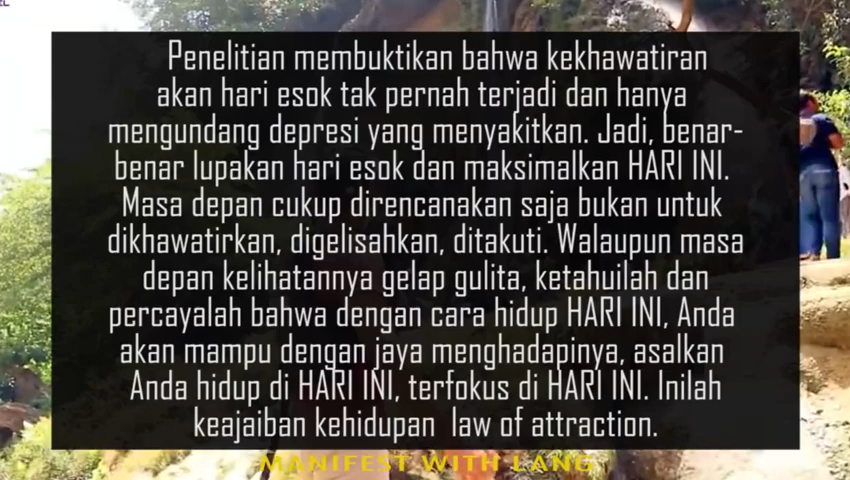 Penelitian membuktikan bahwa kekhawatiran
akan hari esok tak pernah terjadi dan hanya
mengundang depresi yang menyakitkan. Jadi, benar-
benar lupakan hari esok dan maksimalkan HARI INI.
Masa depan cukup direncanakan saja bukan untuk
dikhawatirkan, digelisahkan, ditakuti. Walaupun masa
depan kelihatannya gelap gulita, ketahuilah dan
percayalah bahwa dengan cara hidup HARI INI, Anda
akan mampu dengan jaya menghadapinya, asalkan
Anda hidup di HARI INI, terfokus di HARI INI. Inilah
keajaiban kehidupan law of attraction.
MANIFEST WITH LANG